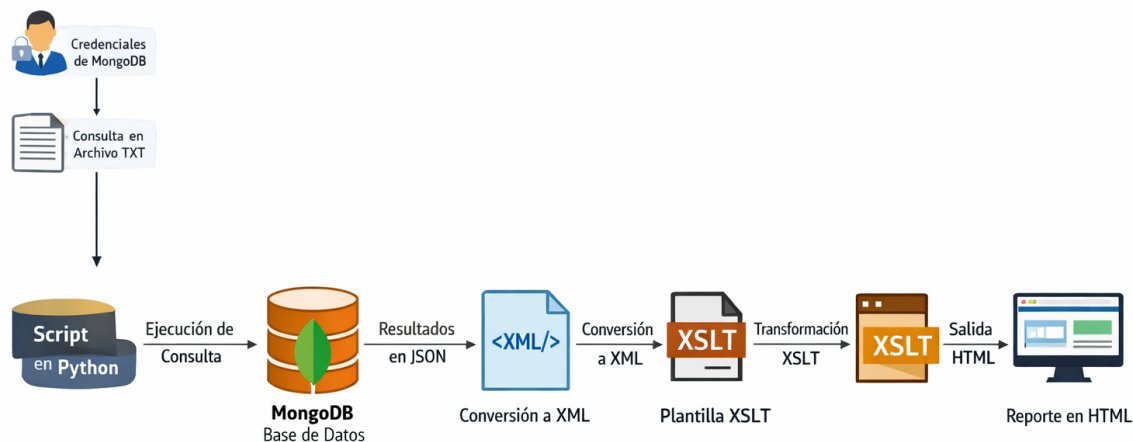 Credenciales
de MongoDB
Consulta en
Archivo TXT
Script
en Python
Ejecución de
Consulta
MongoDB
Base de Datos
Resultados
en JSON
<XML/>
Conversión a XML
Conversión
a XML
XSLT
Plantilla XSLT
Transformación
XSLT
XSLT
Salida
HTML
Reporte en HTML